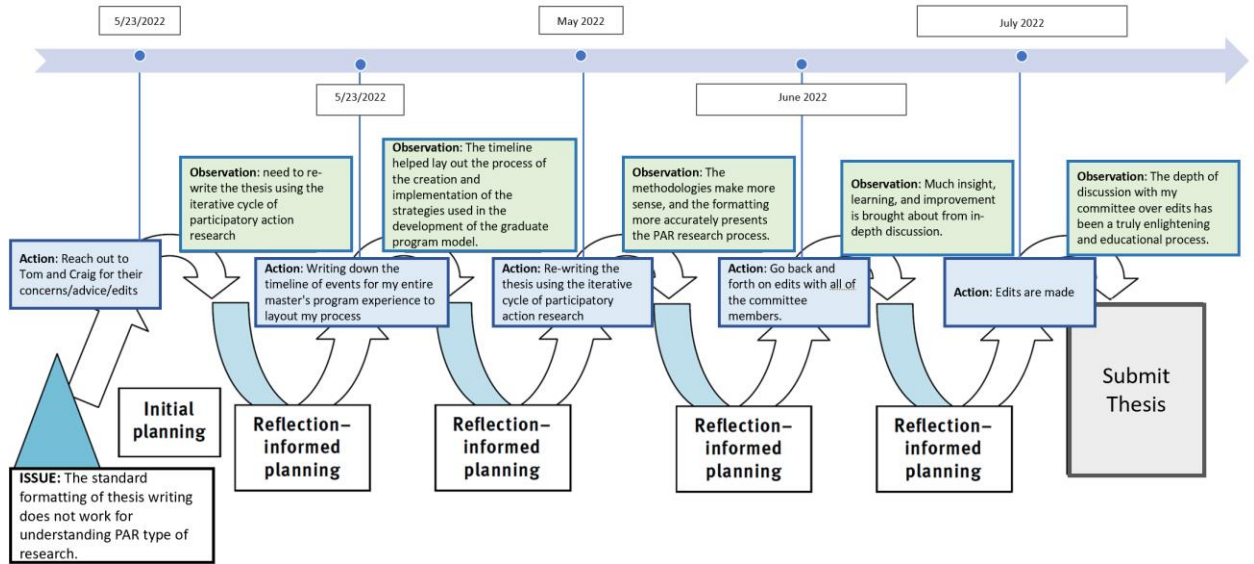 5/23/2022
May 2022
July 2022
5/23/2022
June 2022
Observation: need to re-
write the thesis using the
iterative cycle of
participatory action
research
Observation: The timeline
helped lay out the process of
the creation and
implementation of the
strategies used in the
development of the graduate
program model.
Observation: The
methodologies make more
sense, and the formatting
more accurately presents
the PAR research process.
Observation: Much insight,
learning, and improvement
is brought about from in-
depth discussion.
Observation: The depth of
discussion with my
committee over edits has
been a truly enlightening
and educational process.
Action: Reach out to
Tom and Craig for their
concerns/advice/edits
Action: Writing down the
timeline of events for my entire
master's program experience to
layout my process
Action: Re-writing the
thesis using the iterative
cycle of participatory
action research
Action: Go back and
forth on edits with all of
the committee
members.
Action: Edits are made
Initial
planning
Reflection–
informed
planning
Reflection–
informed
planning
Reflection–
informed
planning
Reflection–
informed
planning
Submit
Thesis
ISSUE: The standard
formatting of thesis writing
does not work for
understanding PAR type of
research.